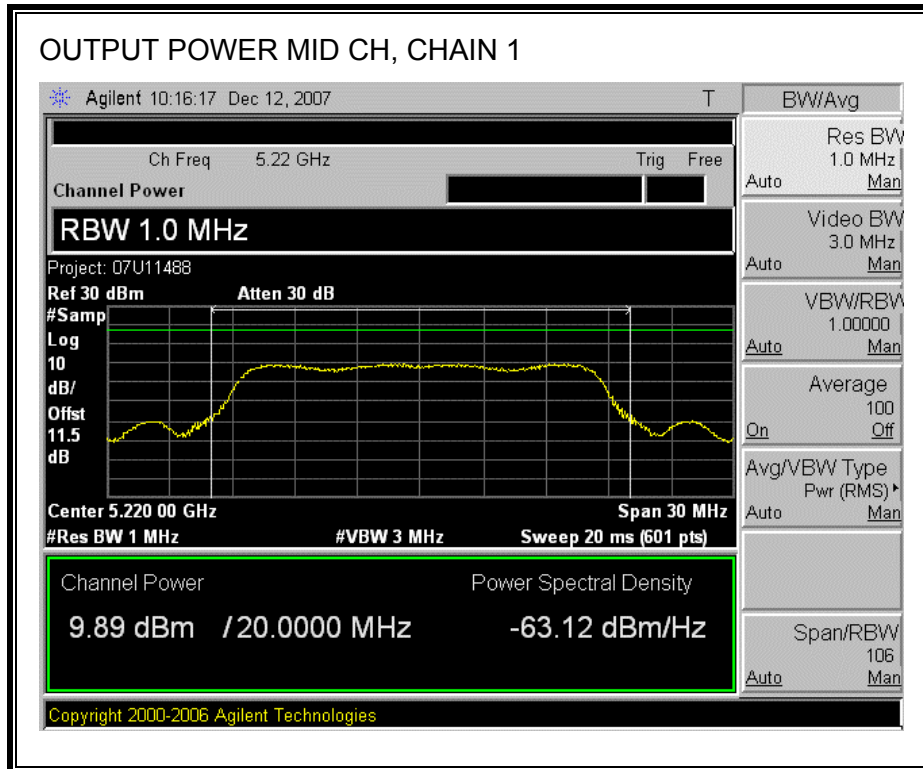 OUTPUT POWER MID CH, CHAIN 1
Agilent 10:16:17 Dec 12, 2007 T
BW/Avg
Ch Freq 5.22 GHz Trig Free
Channel Power
RBW 1.0 MHz
Project: 07U11488
Ref 30 dBm Atten 30 dB
#Samp
Log
10
dB/
Offst
11.5
dB
Center 5.220 00 GHz Span 30 MHz
#Res BW 1 MHz #VBW 3 MHz Sweep 20 ms (601 pts)
Channel Power Power Spectral Density
9.89 dBm / 20.0000 MHz -63.12 dBm/Hz
Copyright 2000-2006 Agilent Technologies
Res BW
1.0 MHz
Auto Man
Video BW
3.0 MHz
Auto Man
VBW/RBW
1.00000
Auto Man
Average
100
On Off
Avg/VBW Type
Pwr (RMS)
Auto Man
Span/RBW
106
Auto Man